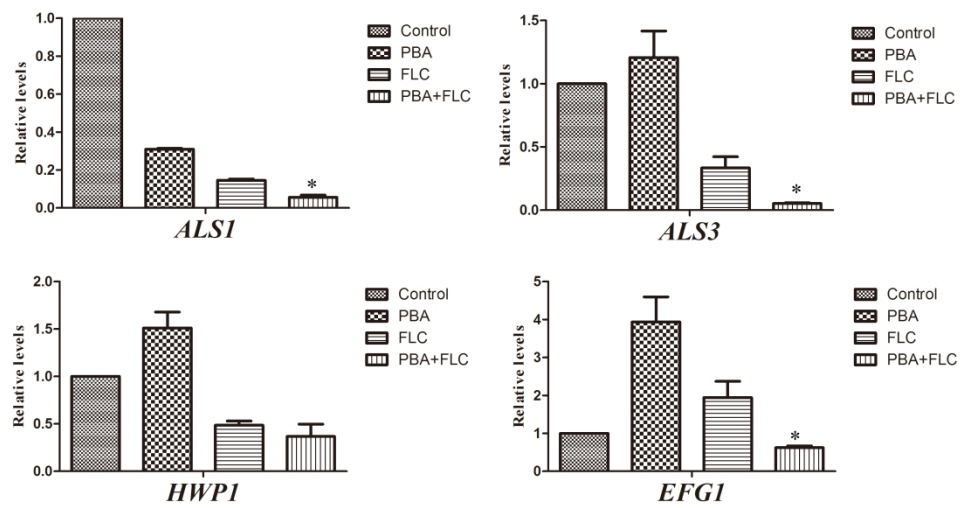 Relative levels
1.0
0.8
0.6
0.4
0.2
0.0
*
ALS1
Control
PBA
FLC
PBA+FLC
Relative levels
1.5
1.0
0.5
0.0
*
ALS3
Control
PBA
FLC
PBA+FLC
Relative levels
2.0
1.5
1.0
0.5
0.0
HWP1
Control
PBA
FLC
PBA+FLC
Relative levels
5
4
3
2
1
0
*
EFG1
Control
PBA
FLC
PBA+FLC